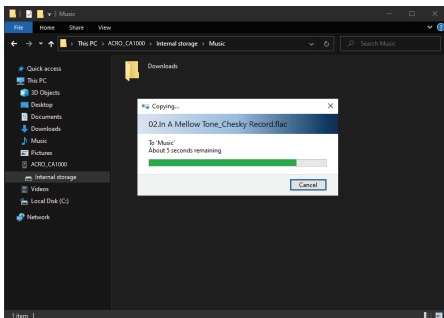 Music
File Home Share View
This PC > ACRO_CA1000 > Internal storage > Music
Search Music
Quick access
This PC
3D Objects
Desktop
Documents
Downloads
Music
Pictures
ACRO_CA1000
Internal storage
Videos
Local Disk (C:)
Network
Downloads
Copying...
02.In A Mellow Tone_Chesky Record.flac
To 'Music'
About 5 seconds remaining
Cancel
1 item